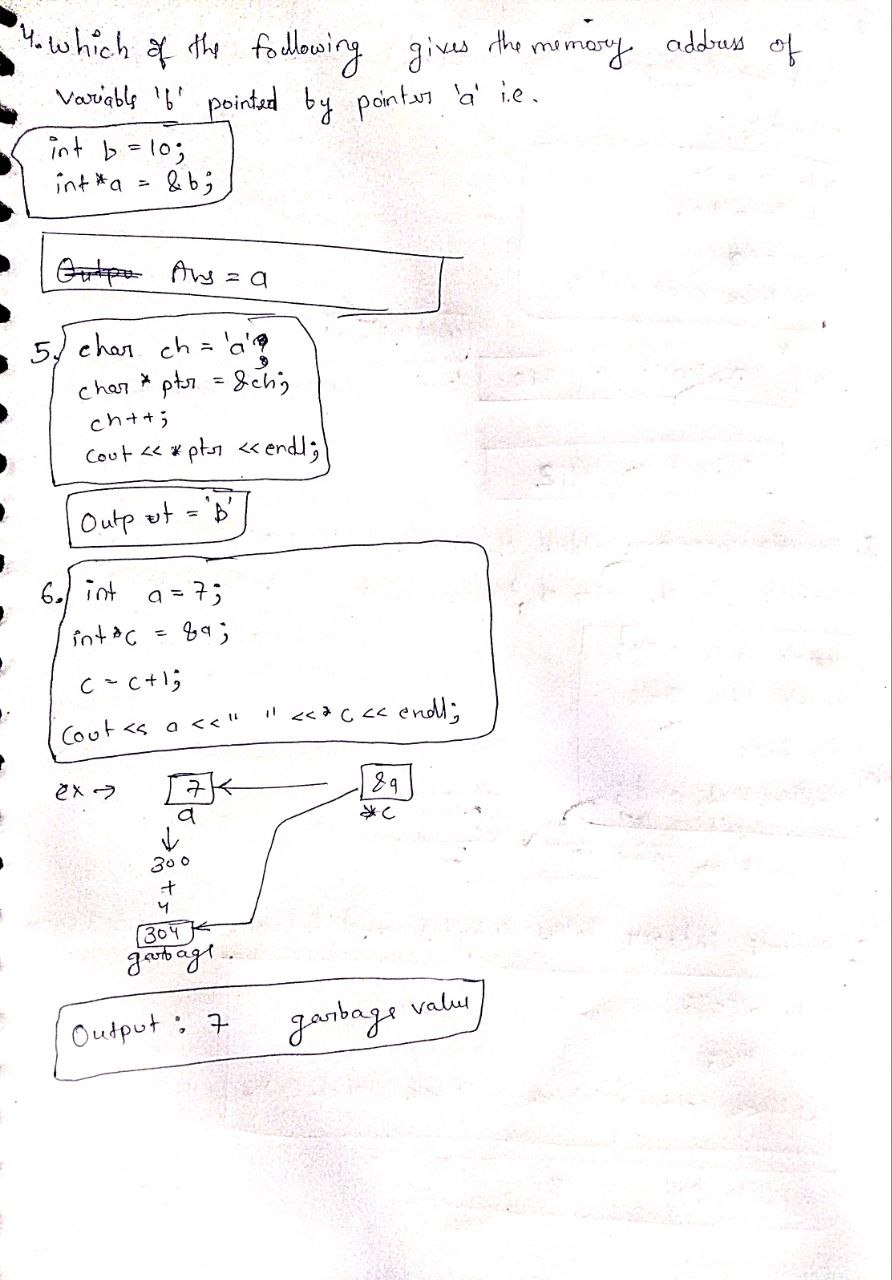 4. which of the following gives the memory address of
Variable 'b' pointed by pointer 'a' i.e.
int b = 10;
int *a = &b;
Ans = a
5. char ch = 'a';
char * ptr = &ch;
ch++;
cout << *ptr << endl;
Output = 'B'
6. int a = 7;
int *c = &a;
c = c+1;
cout << a << " " << *c << endl;
ex → 7 &a
a *c
↓
300
+
4
304
garbage.
Output : 7 garbage value